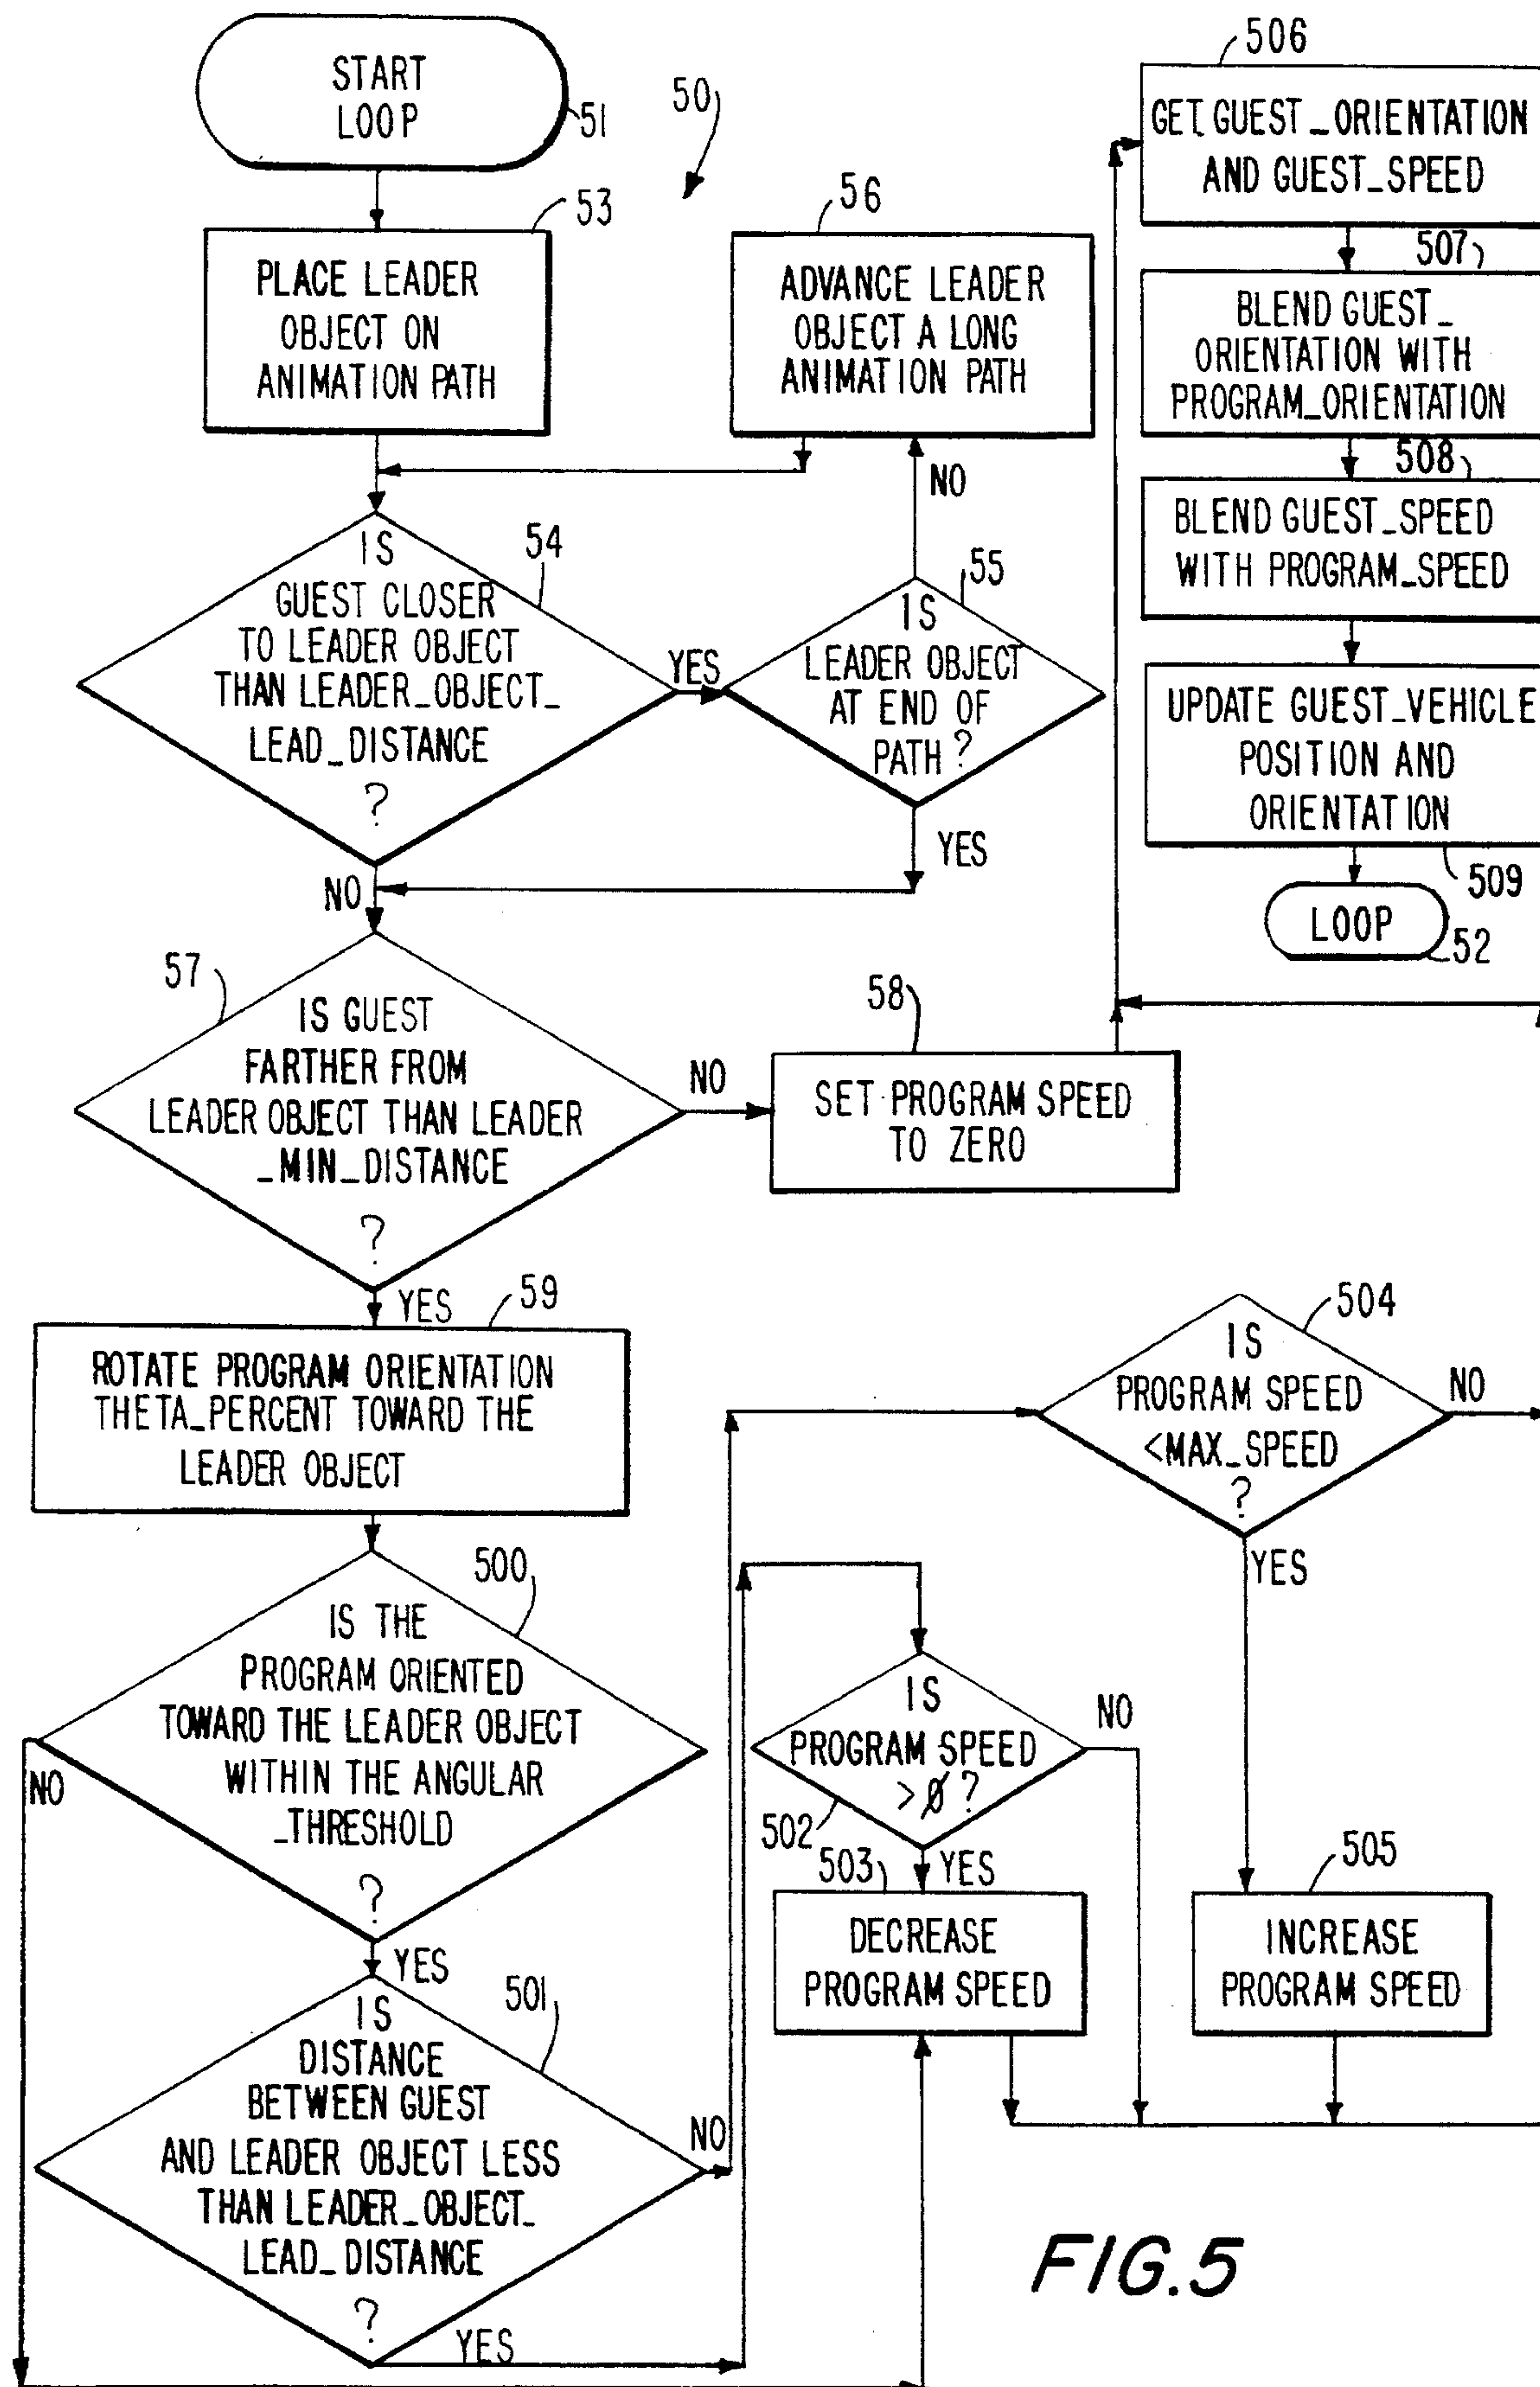 START
LOOP
51
50
53
PLACE LEADER
OBJECT ON
ANIMATION PATH
56
ADVANCE LEADER
OBJECT A LONG
ANIMATION PATH
NO
54
IS
GUEST CLOSER
TO LEADER OBJECT
THAN LEADER_OBJECT_
LEAD_DISTANCE
?
YES
55
IS
LEADER OBJECT
AT END OF
PATH ?
YES
NO
57
IS GUEST
FARTHER FROM
LEADER OBJECT THAN LEADER
_MIN_DISTANCE
?
NO
58
SET PROGRAM SPEED
TO ZERO
YES
59
ROTATE PROGRAM ORIENTATION
THETA_PERCENT TOWARD THE
LEADER OBJECT
500
IS THE
PROGRAM ORIENTED
TOWARD THE LEADER OBJECT
WITHIN THE ANGULAR
_THRESHOLD
?
NO
YES
501
IS
DISTANCE
BETWEEN GUEST
AND LEADER OBJECT LESS
THAN LEADER_OBJECT_
LEAD_DISTANCE
?
NO
YES
IS
PROGRAM SPEED
>Ø ?
NO
502
YES
503
DECREASE
PROGRAM SPEED
504
IS
PROGRAM SPEED
<MAX_SPEED
?
NO
YES
505
INCREASE
PROGRAM SPEED
506
GET GUEST_ORIENTATION
AND GUEST_SPEED
507
BLEND GUEST_
ORIENTATION WITH
PROGRAM_ORIENTATION
508
BLEND GUEST_SPEED
WITH PROGRAM_SPEED
UPDATE GUEST_VEHICLE
POSITION AND
ORIENTATION
509
LOOP
52
FIG.5